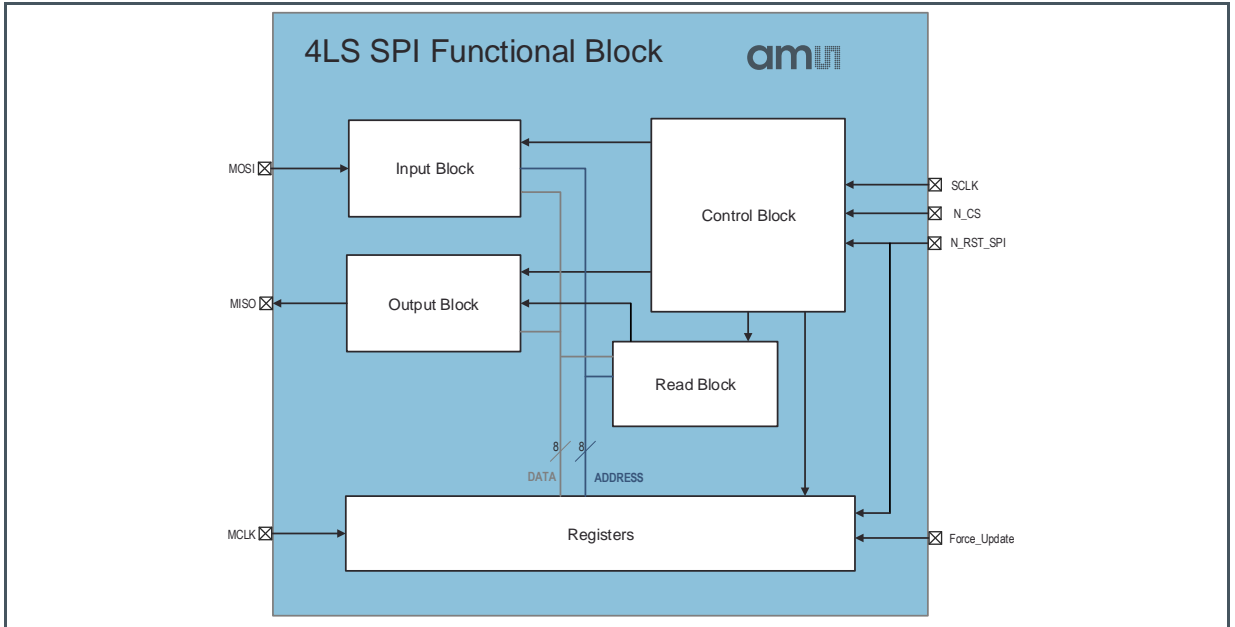 4LS SPI Functional Block
am
MOSI
Input Block
Control Block
SCLK
N_CS
N_RST_SPI
MISO
Output Block
Read Block
8
8
DATA
ADDRESS
MCLK
Registers
Force_Update